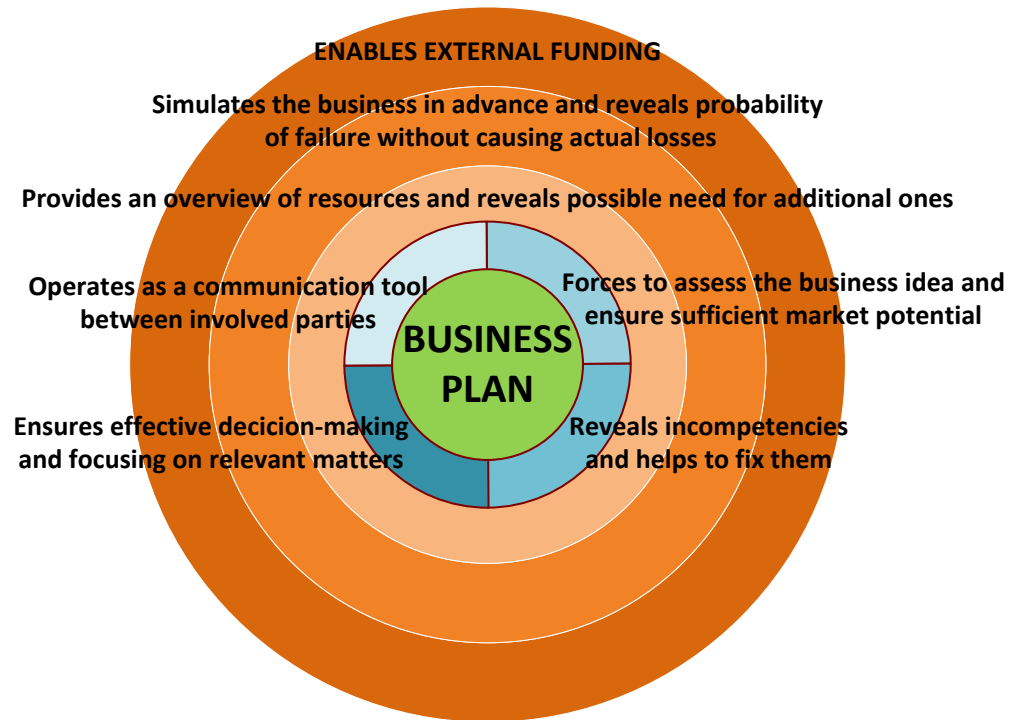 ENABLES EXTERNAL FUNDING
Simulates the business in advance and reveals probability
of failure without causing actual losses
Provides an overview of resources and reveals possible need for additional ones
Operates as a communication tool
between involved parties
Forces to assess the business idea and
ensure sufficient market potential
BUSINESS
PLAN
Ensures effective decicion-making
and focusing on relevant matters
Reveals incompetencies
and helps to fix them